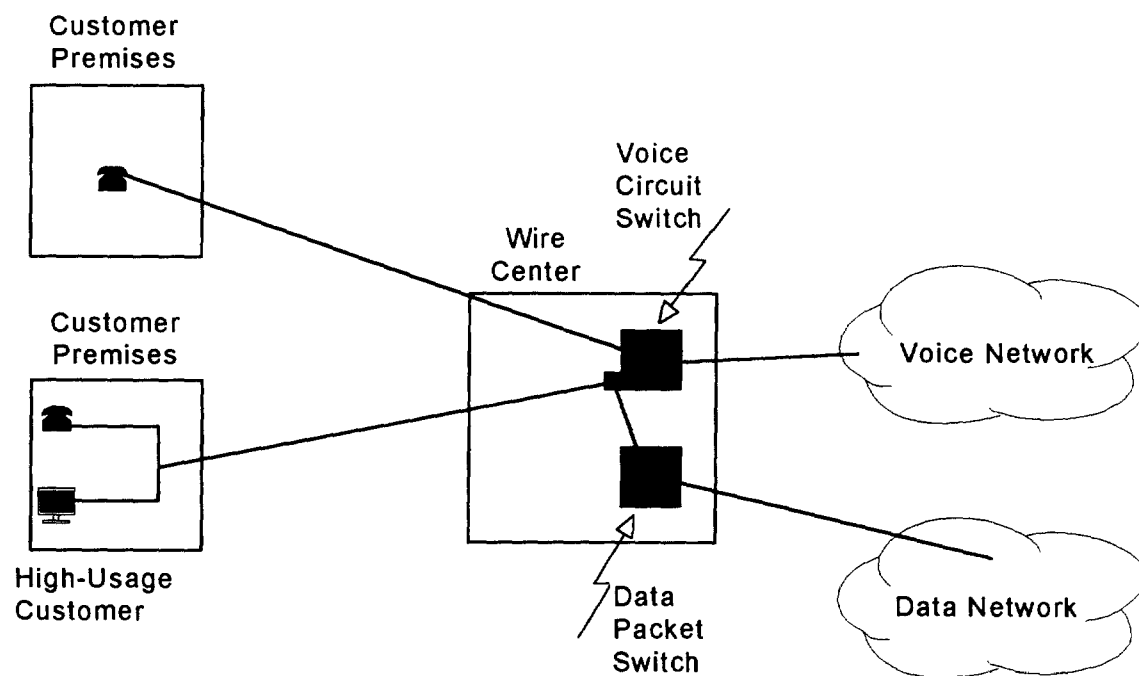 Customer
Premises
Voice
Circuit
Switch
Wire
Center
Customer
Premises
Voice Network
High-Usage
Customer
Data
Packet
Switch
Data Network